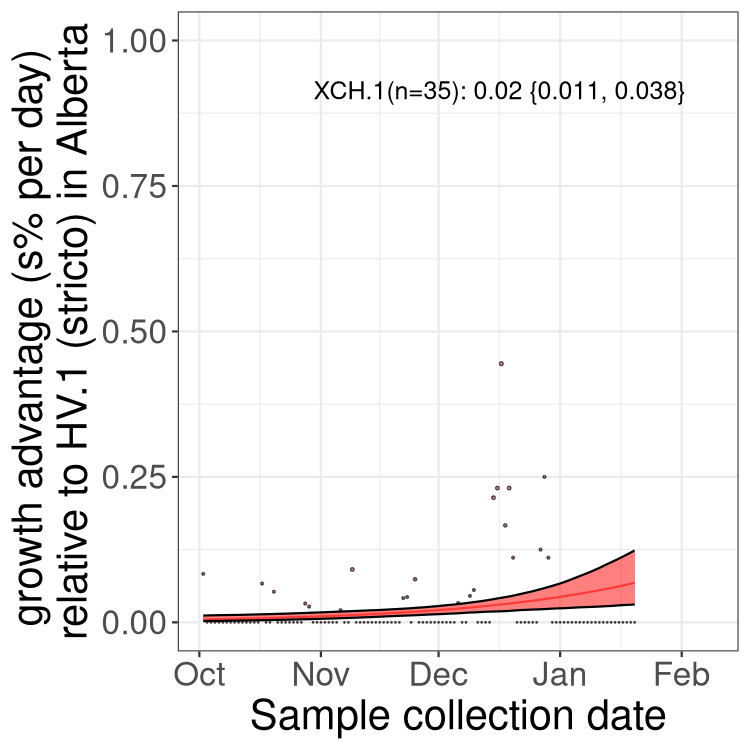 growth advantage (s% per day)
relative to HV.1 (stricto) in Alberta
1.00
0.75
0.50
0.25
0.00
XCH.1(n=35): 0.02 {0.011, 0.038}
Oct Nov Dec Jan Feb
Sample collection date